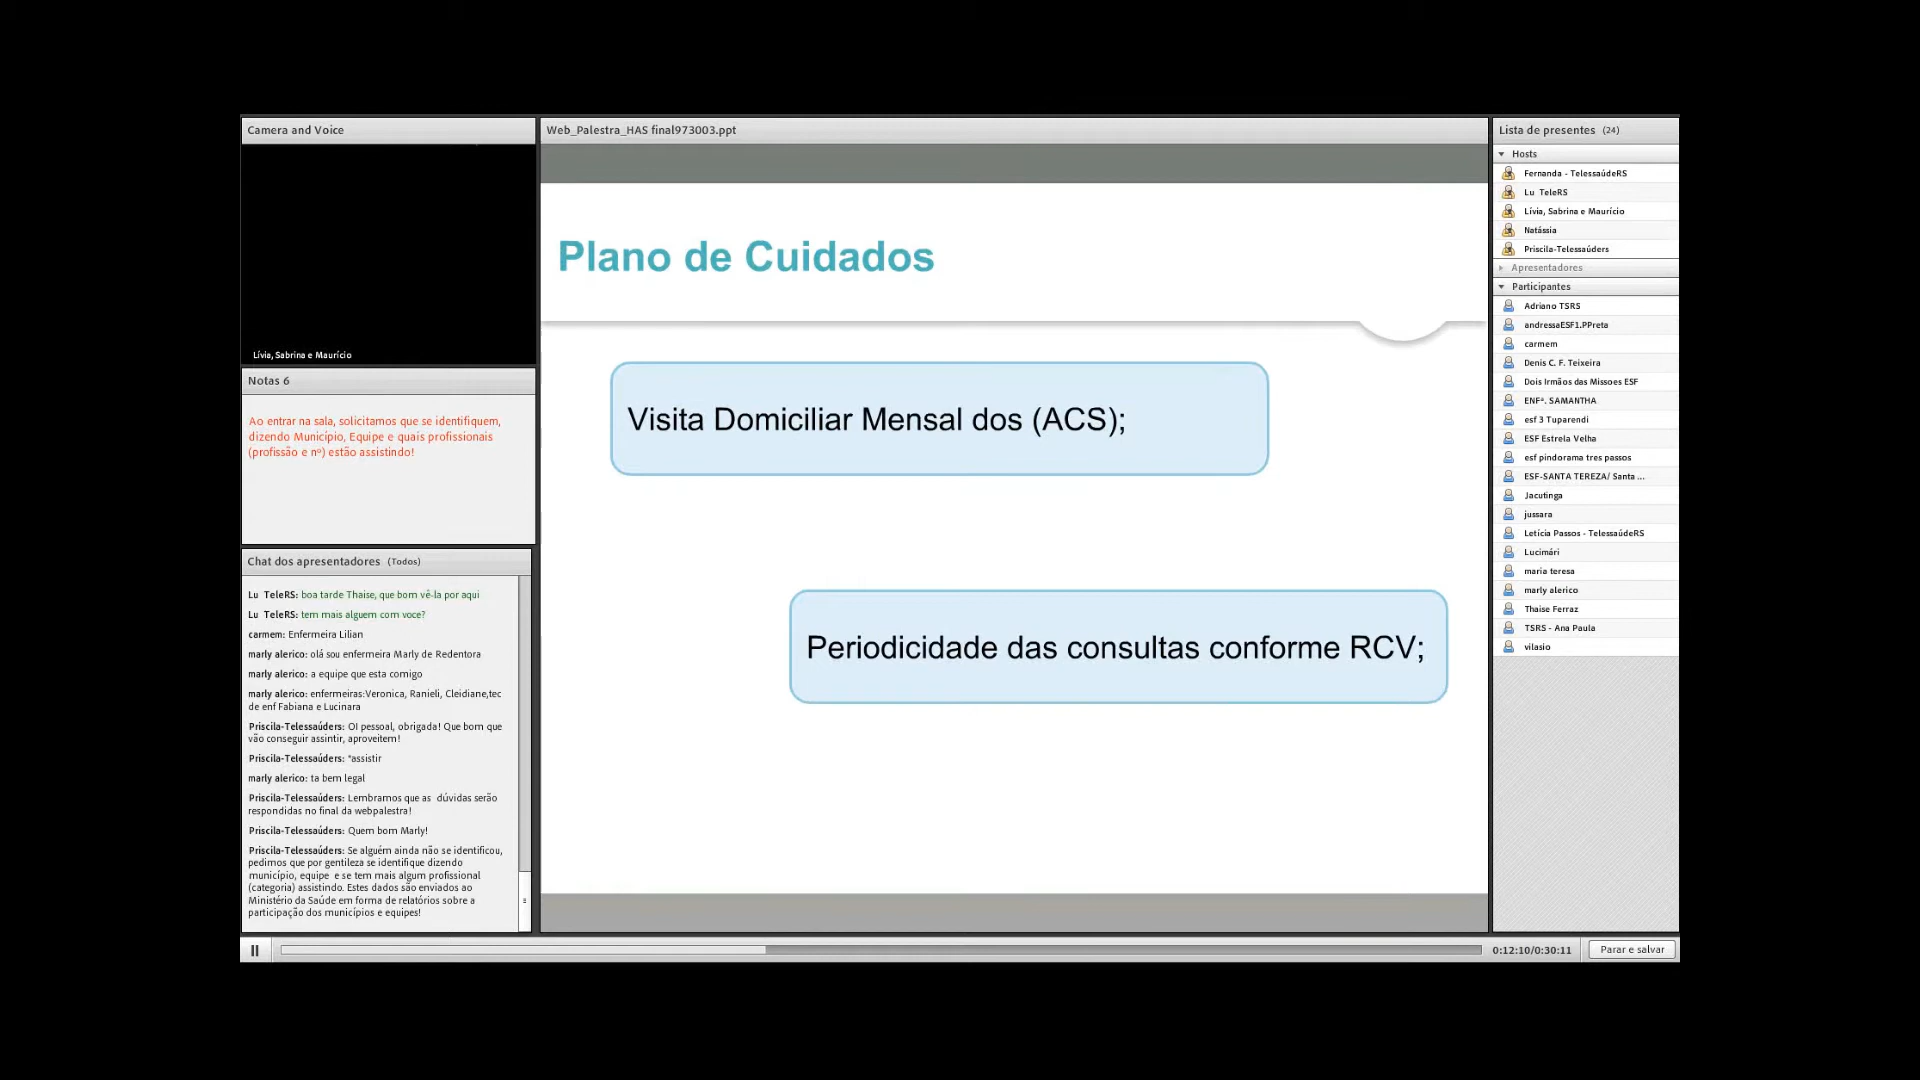 Camera and Voice
Lívia, Sabrina e Maurício
Notas 6
Ao entrar na sala, solicitamos que se identifiquem,
dizendo Município, Equipe e quais profissionais
(profissão e nº) estão assistindo!
Chat dos apresentadores (Todos)
Lu TeleRS: boa tarde Thaise, que bom vê-la por aqui
Lu TeleRS: tem mais alguem com voce?
carmem: Enfermeira Lilian
marly alerico: olá sou enfermeira Marly de Redentora
marly alerico: a equipe que esta comigo
marly alerico: enfermeiras:Veronica, Ranieli, Cleidiane,tec
de enf Fabiana e Lucinara
Priscila-Telessaúders: OI pessoal, obrigada! Que bom que
vão conseguir assintir, aproveitem!
Priscila-Telessaúders: *assistir
marly alerico: ta bem legal
Priscila-Telessaúders: Lembramos que as dúvidas serão
respondidas no final da webpalestra!
Priscila-Telessaúders: Quem bom Marly!
Priscila-Telessaúders: Se alguém ainda não se identificou,
pedimos que por gentileza se identifique dizendo
município, equipe e se tem mais algum profissional
(categoria) assistindo. Estes dados são enviados ao
Ministério da Saúde em forma de relatórios sobre a
participação dos municípios e equipes!
Web_Palestra_HAS final973003.ppt
Plano de Cuidados
Visita Domiciliar Mensal dos (ACS);
Periodicidade das consultas conforme RCV;
Lista de presentes (24)
Hosts
Fernanda - TelessaúdeRS
Lu TeleRS
Lívia, Sabrina e Maurício
Natássia
Priscila-Telessaúders
Apresentadores
Participantes
Adriano TSRS
andressaESF1.PPreta
carmem
Denis C. F. Teixeira
Dois Irmãos das Missoes ESF
ENFª. SAMANTHA
esf 3 Tuparendi
ESF Estrela Velha
esf pindorama tres passos
ESF-SANTA TEREZA/ Santa ...
Jacutinga
jussara
Letícia Passos - TelessaúdeRS
Lucimári
maria teresa
marly alerico
Thaise Ferraz
TSRS - Ana Paula
vilasio
0:12:10/0:30:11
Parar e salvar